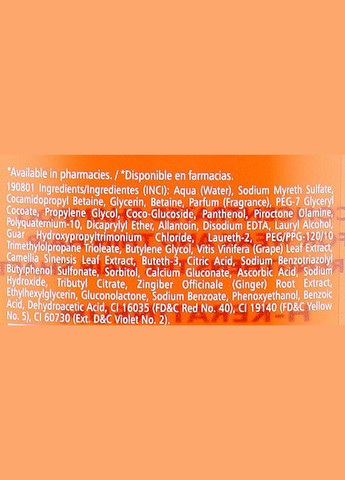 *Available in pharmacies. / *Disponible en farmacias.
190801 Ingredients/Ingredientes (INCI): Aqua (Water), Sodium Myreth Sulfate,
Cocamidopropyl Betaine, Glycerin, Betaine, Parfum (Fragrance), PEG-7 Glyceryl
Cocoate, Propylene Glycol, Coco-Glucoside, Panthenol, Piroctone Olamine,
Polyquaternium-10, Dicaprylyl Ether, Allantoin, Disodium EDTA, Lauryl Alcohol,
Guar Hydroxypropyltrimonium Chloride, Laureth-2, PEG/PPG-120/10
Trimethylolpropane Trioleate, Butylene Glycol, Vitis Vinifera (Grape) Leaf Extract,
Camellia Sinensis Leaf Extract, Buteth-3, Citric Acid, Sodium Benzotriazolyl
Butylphenol Sulfonate, Sorbitol, Calcium Gluconate, Ascorbic Acid, Sodium
Hydroxide, Tributyl Citrate, Zingiber Officinale (Ginger) Root Extract,
Ethylhexylglycerin, Gluconolactone, Sodium Benzoate, Phenoxyethanol, Benzoic
Acid, Dehydroacetic Acid, CI 16035 (FD&C Red No. 40), CI 19140 (FD&C Yellow
No. 5), CI 60730 (Ext. D&C Violet No. 2).